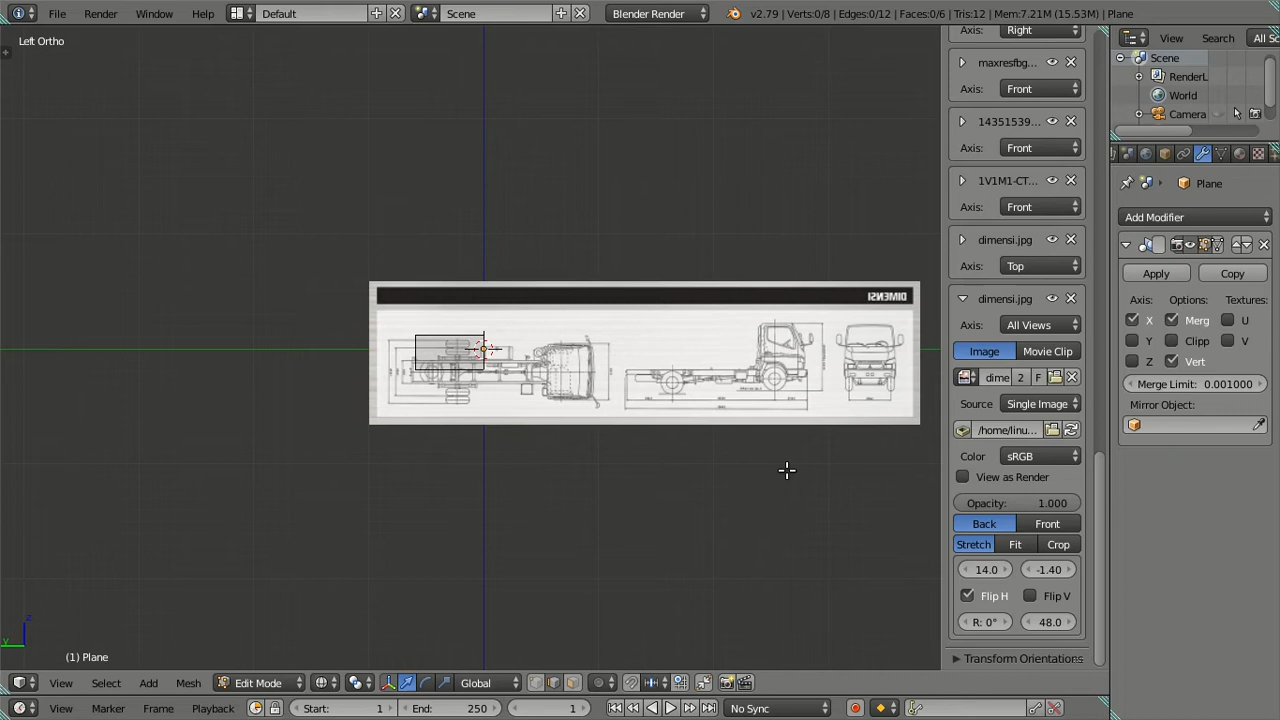 File Render Window Help Default Scene Blender Render v2.79 | Verts:0/8 | Edges:0/12 | Faces:0/6 | Tris:12 | Mem:7.21M (15.53M) | Plane
Left Ortho
View Search All Sc
Scene
RenderL
World
Camera
Axis: Right
maxresfbg...
Axis: Front
14351539...
Axis: Front
1V1M1-CT...
Axis: Front
dimensi.jpg
Axis: Top
dimensi.jpg
Axis: All Views
Image Movie Clip
dime 2 F
Source Single Image
/home/linu...
Color sRGB
View as Render
Opacity: 1.000
Back Front
Stretch Fit Crop
14.0 -1.40
Flip H Flip V
R: 0° 48.0
Transform Orientations
Plane
Add Modifier
Apply Copy
Axis: Options: Textures:
X Merg U
Y Clipp V
Z Vert
Merge Limit: 0.001000
Mirror Object:
DIMENSI
z
y
(1) Plane
View Select Add Mesh Edit Mode Global
View Marker Frame Playback Start: 1 End: 250 1 No Sync